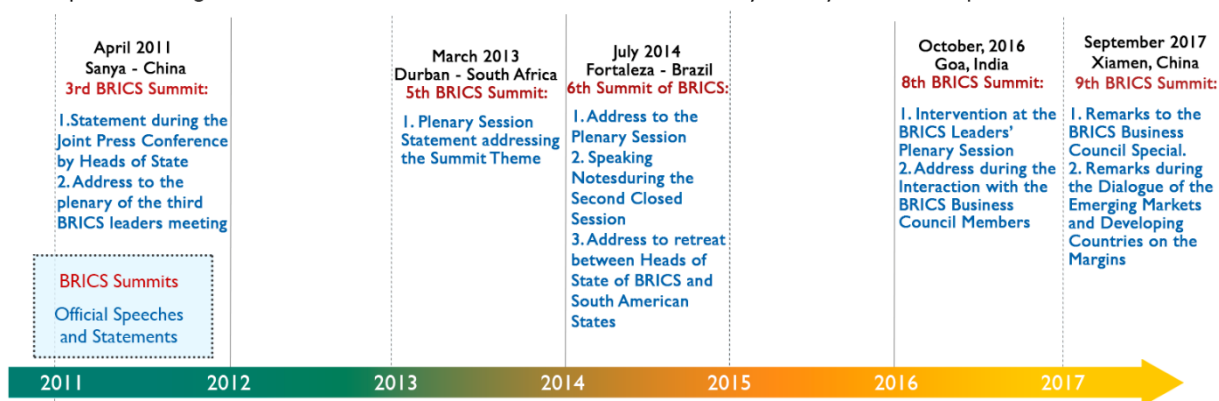 April 2011
Sanya - China
3rd BRICS Summit:
1.Statement during the
Joint Press Conference
by Heads of State
2. Address to the
plenary of the third
BRICS leaders meeting
BRICS Summits
Official Speeches
and Statements
March 2013
Durban - South Africa
5th BRICS Summit:
1. Plenary Session
Statement addressing
the Summit Theme
July 2014
Fortaleza - Brazil
6th Summit of BRICS:
1. Address to the
Plenary Session
2. Speaking
Notesduring the
Second Closed
Session
3. Address to retreat
between Heads of
State of BRICS and
South American
States
October, 2016
Goa, India
8th BRICS Summit:
1. Intervention at the
BRICS Leaders’
Plenary Session
2. Address during the
Interaction with the
BRICS Business
Council Members
September 2017
Xiamen, China
9th BRICS Summit:
1. Remarks to the
BRICS Business
Council Special.
2. Remarks during
the Dialogue of the
Emerging Markets
and Developing
Countries on the
Margins
2011 2012 2013 2014 2015 2016 2017